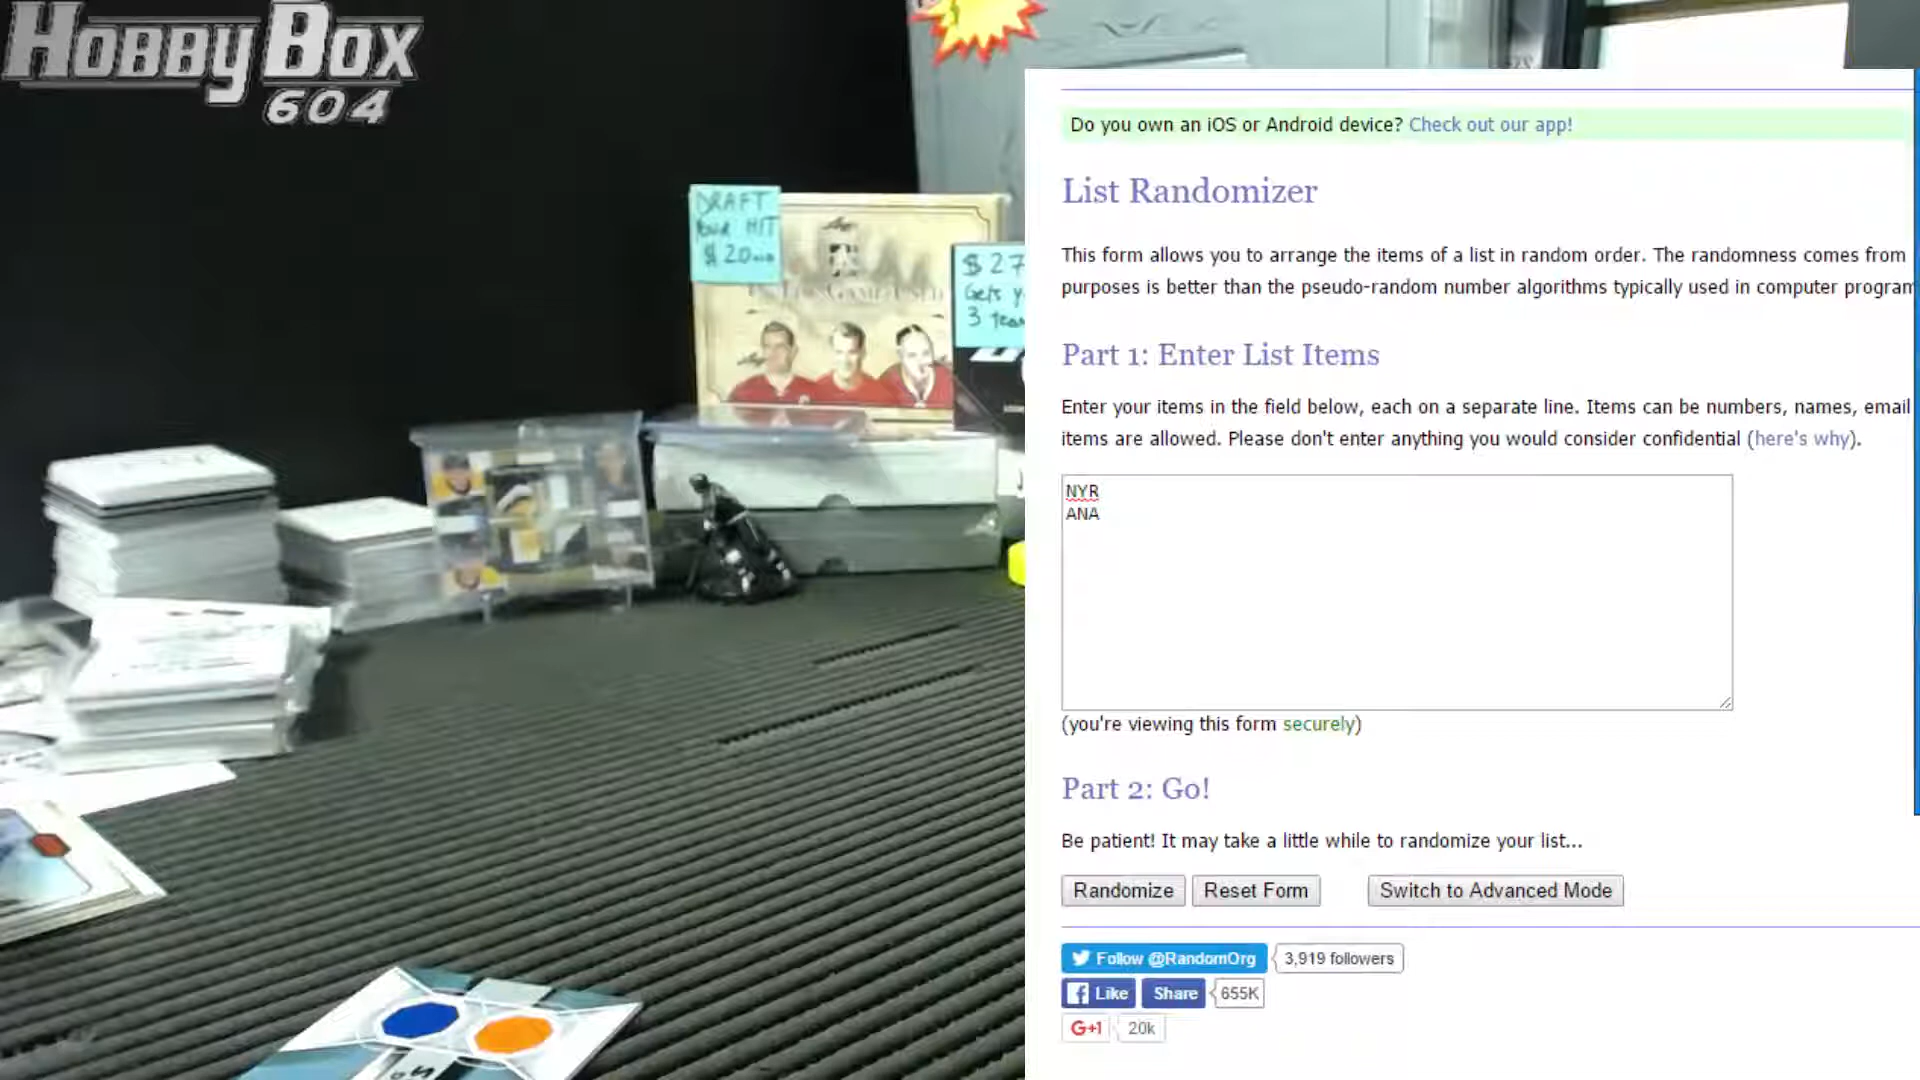 HOBBYBOX
604
DRAFT
YOUR HIT
$20
$27
Gets
3
Do you own an iOS or Android device? Check out our app!
List Randomizer
This form allows you to arrange the items of a list in random order. The randomness comes from
purposes is better than the pseudo-random number algorithms typically used in computer program
Part 1: Enter List Items
Enter your items in the field below, each on a separate line. Items can be numbers, names, email
items are allowed. Please don't enter anything you would consider confidential (here's why).
NYR
ANA
(you're viewing this form securely)
Part 2: Go!
Be patient! It may take a little while to randomize your list...
Randomize Reset Form Switch to Advanced Mode
Follow @RandomOrg 3,919 followers
Like Share 655K
G+1 20k